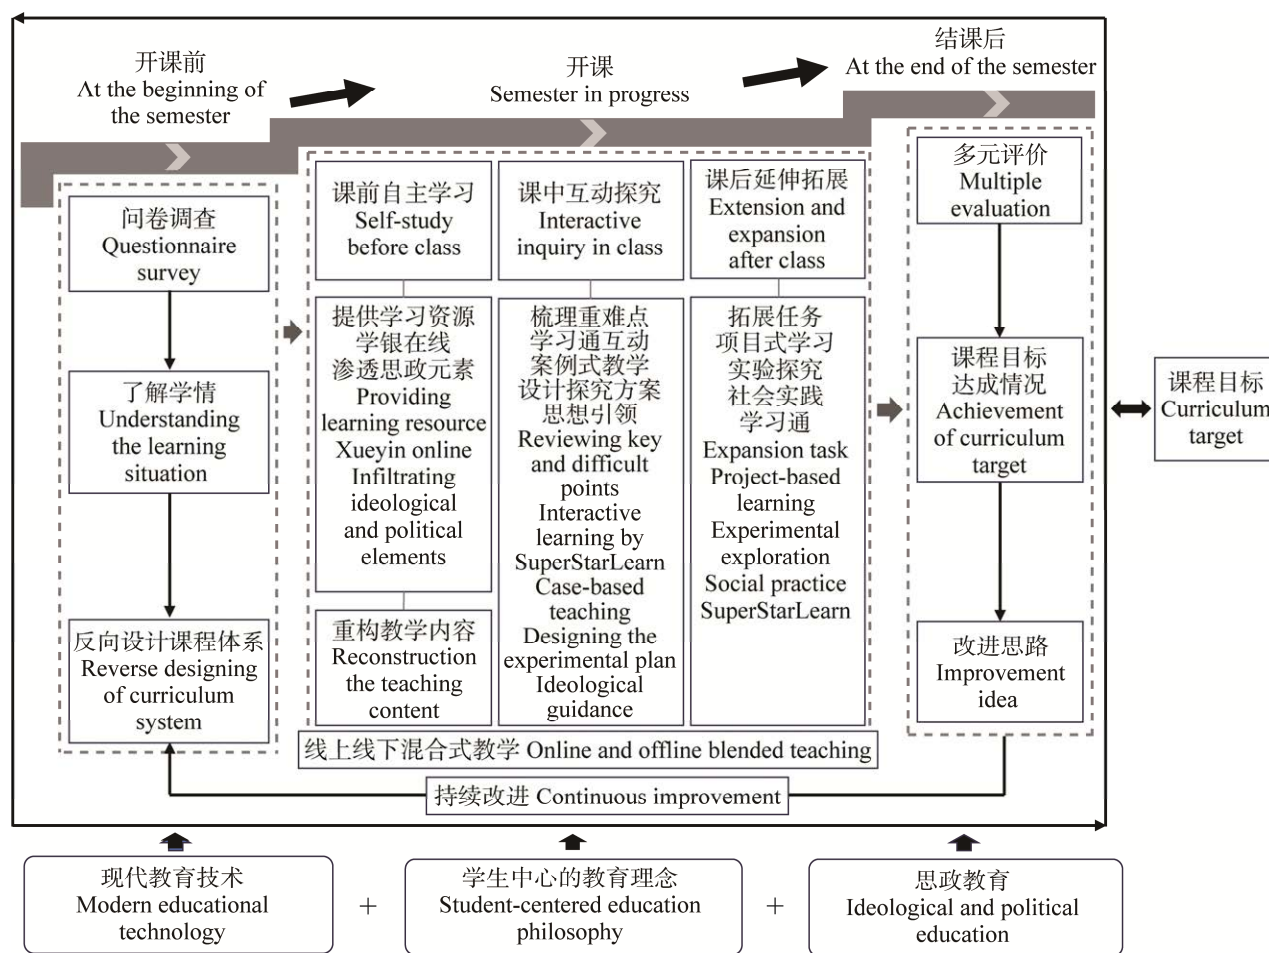 开课前
At the beginning of
the semester
开课
Semester in progress
结课后
At the end of the semester
问卷调查
Questionnaire
survey
了解学情
Understanding
the learning
situation
反向设计课程体系
Reverse designing
of curriculum
system
课前自主学习
Self-study
before class
提供学习资源
学银在线
渗透思政元素
Providing
learning resource
Xueyin online
Infiltrating
ideological
and political
elements
重构教学内容
Reconstruction
the teaching
content
课中互动探究
Interactive
inquiry in class
梳理重难点
学习通互动
案例式教学
设计探究方案
思想引领
Reviewing key
and difficult
points
Interactive
learning by
SuperStarLearn
Case-based
teaching
Designing the
experimental plan
Ideological
guidance
课后延伸拓展
Extension and
expansion
after class
拓展任务
项目式学习
实验探究
社会实践
学习通
Expansion task
Project-based
learning
Experimental
exploration
Social practice
SuperStarLearn
线上线下混合式教学 Online and offline blended teaching
多元评价
Multiple
evaluation
课程目标
达成情况
Achievement
of curriculum
target
改进思路
Improvement
idea
课程目标
Curriculum
target
持续改进 Continuous improvement
现代教育技术
Modern educational
technology
+
学生中心的教育理念
Student-centered education
philosophy
+
思政教育
Ideological and political
education